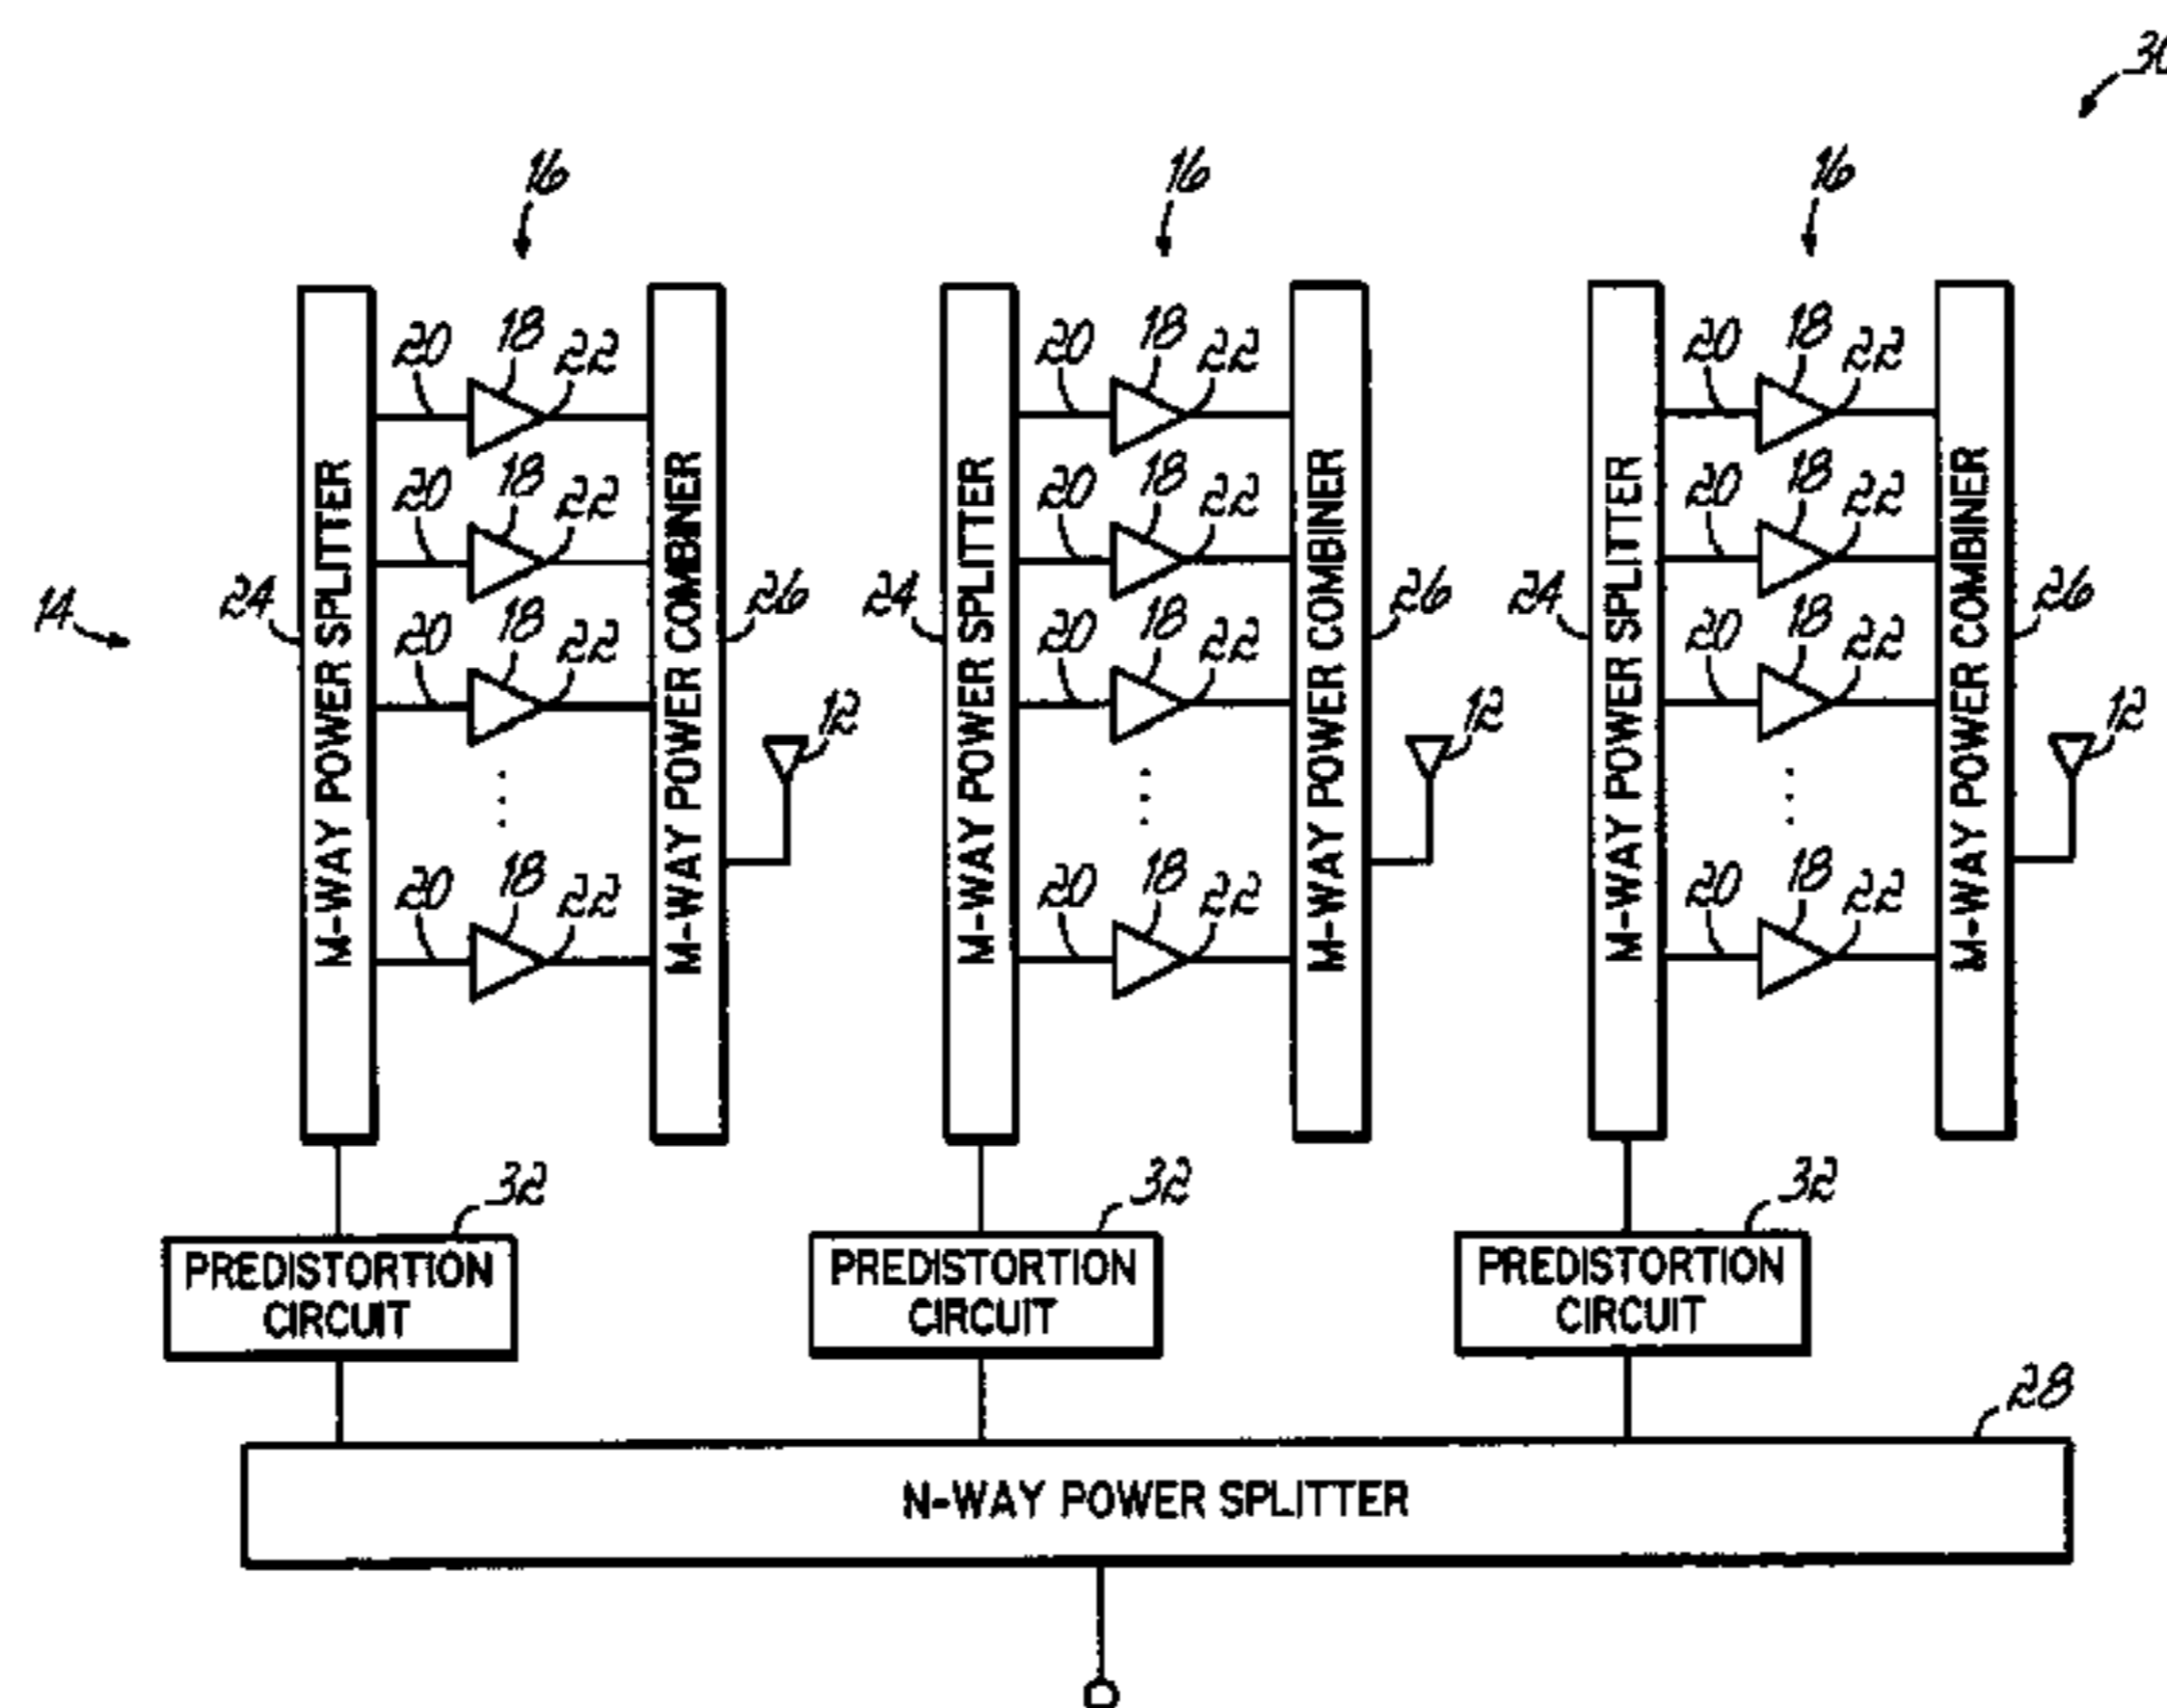 30
16 16 16
20 18 22 20 18 22 20 18 22
20 18 22 20 18 22 20 18 22
14 24 26 24 26 24 26
20 18 22 20 18 22 20 18 22
M-WAY POWER SPLITTER
M-WAY POWER COMBINER
M-WAY POWER SPLITTER
M-WAY POWER COMBINER
M-WAY POWER SPLITTER
M-WAY POWER COMBINER
12 12 12
20 18 22 20 18 22 20 18 22
32 32 32
PREDISTORTION
CIRCUIT
PREDISTORTION
CIRCUIT
PREDISTORTION
CIRCUIT
28
N-WAY POWER SPLITTER